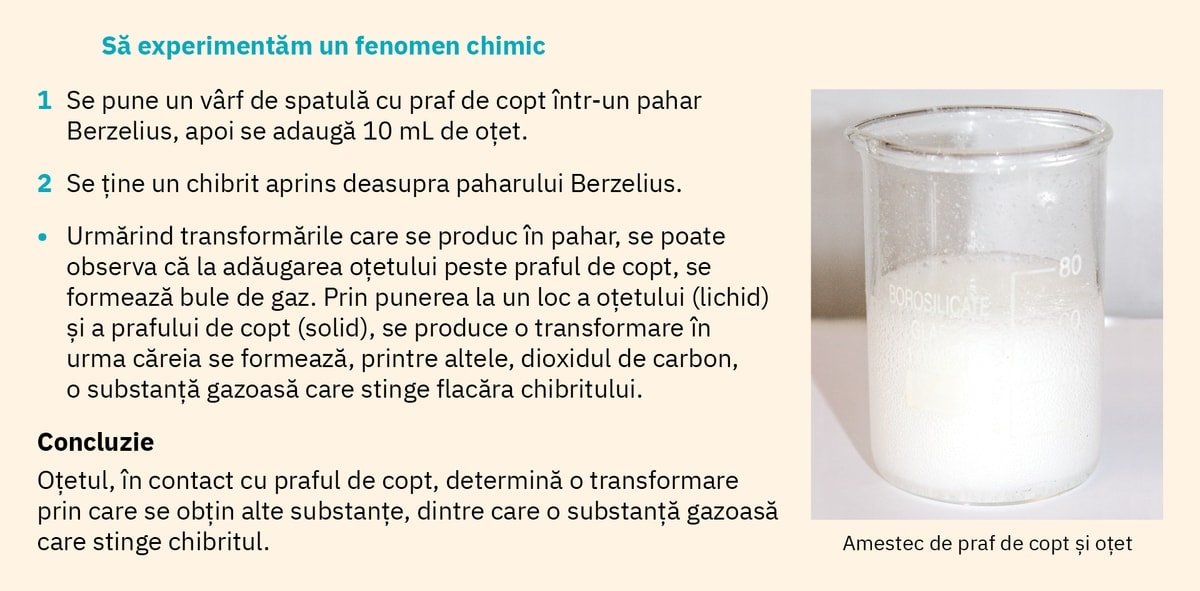 Să experimentăm un fenomen chimic
1 Se pune un vârf de spatulă cu praf de copt într-un pahar
Berzelius, apoi se adaugă 10 mL de oțet.
2 Se ține un chibrit aprins deasupra paharului Berzelius.
• Urmărind transformările care se produc în pahar, se poate
observa că la adăugarea oțetului peste praful de copt, se
formează bule de gaz. Prin punerea la un loc a oțetului (lichid)
și a prafului de copt (solid), se produce o transformare în
urma căreia se formează, printre altele, dioxidul de carbon,
o substanță gazoasă care stinge flacăra chibritului.
Concluzie
Oțetul, în contact cu praful de copt, determină o transformare
prin care se obțin alte substanțe, dintre care o substanță gazoasă
care stinge chibritul.
80
BOROSILICATE
Amestec de praf de copt și oțet